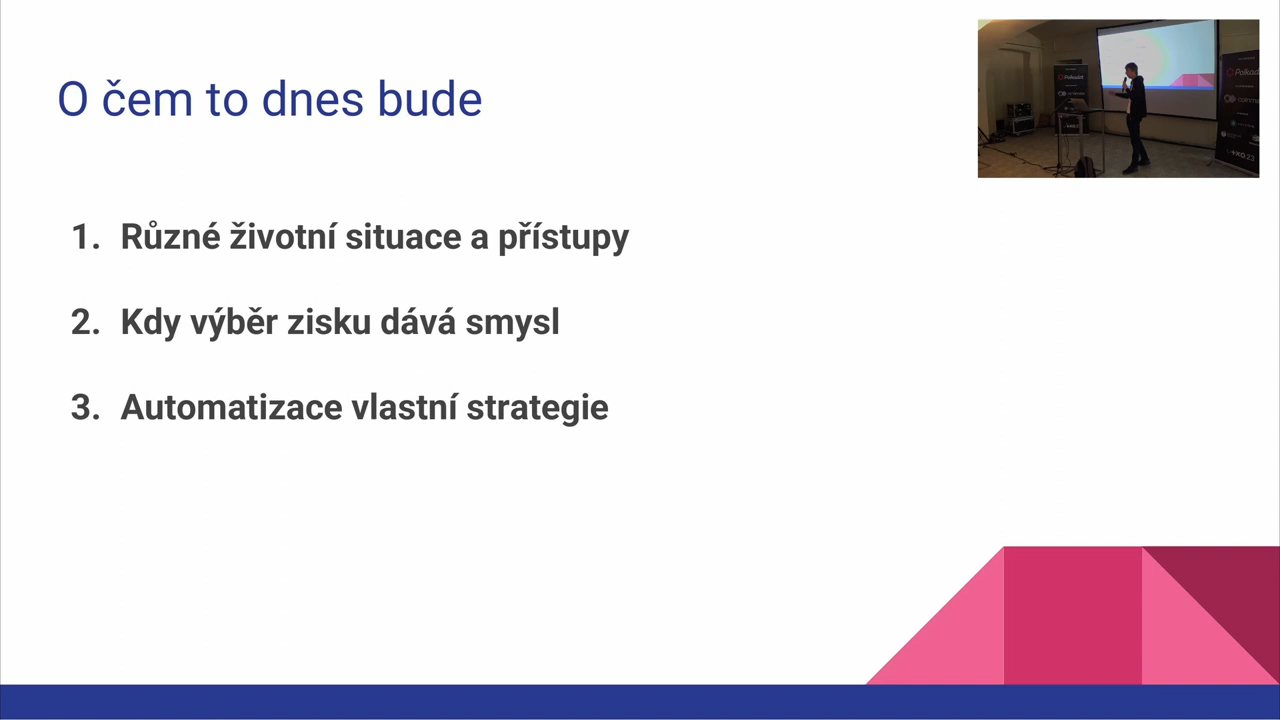 O čem to dnes bude
1. Různé životní situace a přístupy
2. Kdy výběr zisku dává smysl
3. Automatizace vlastní strategie
Polkadot